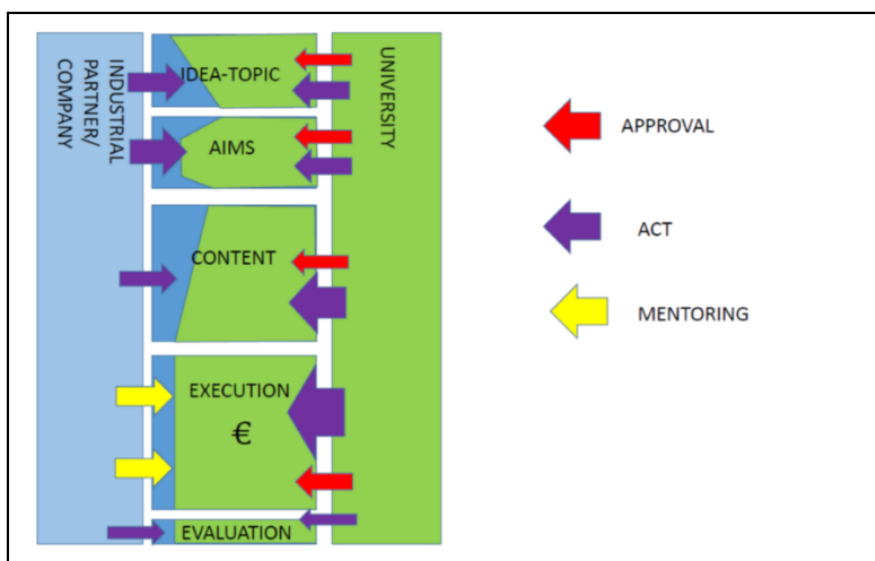 INDUSTRIAL
PARTNER/
COMPANY
IDEA-TOPIC
AIMS
CONTENT
EXECUTION
€
EVALUATION
UNIVERSITY
APPROVAL
ACT
MENTORING